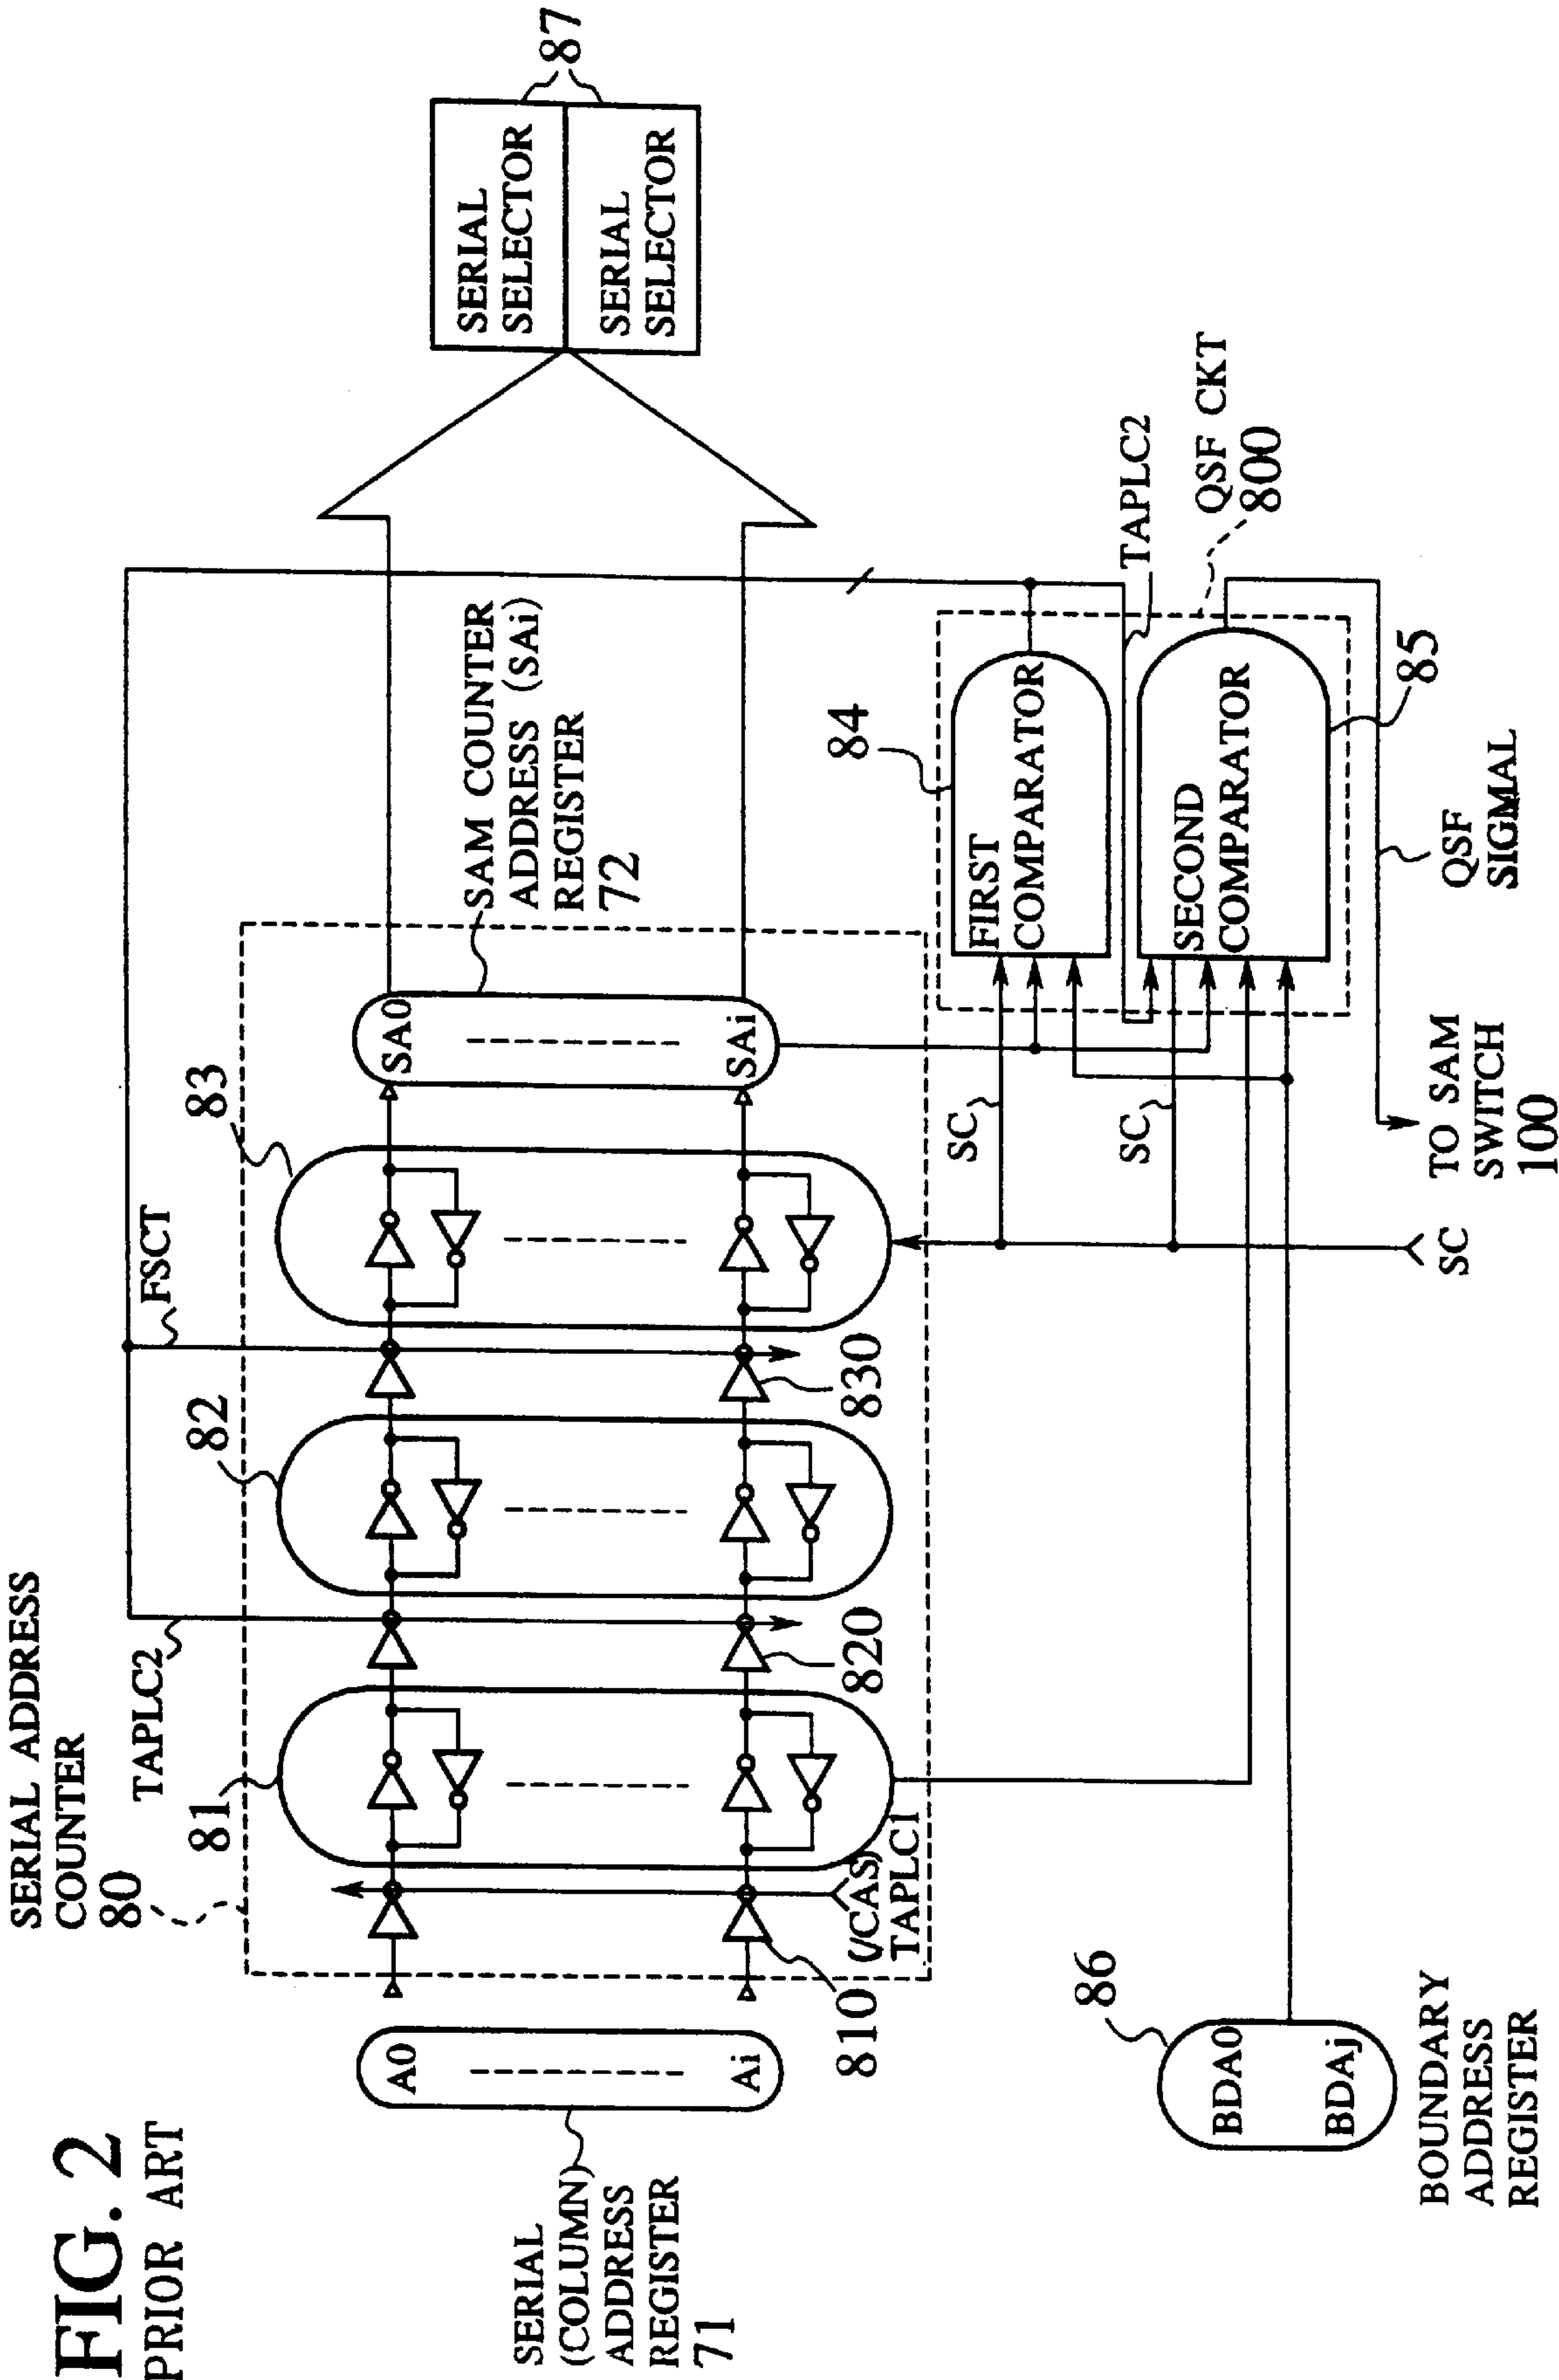 FIG. 2
PRIOR ART
SERIAL ADDRESS
COUNTER
80
TAPLC2
FSCT
81
82
83
SERIAL
(COLUMN)
ADDRESS
REGISTER
71
A0
Ai
810
(/CAS)
TAPLC1
820
830
SA0
SAi
SAM COUNTER
ADDRESS (SAi)
REGISTER
72
SERIAL
SELECTOR
SERIAL
SELECTOR
87
BOUNDARY
ADDRESS
REGISTER
86
BDA0
BDAj
SC
SC
SC
FIRST
COMPARATOR
84
SECOND
COMPARATOR
85
TAPLC2
QSF CKT
800
QSF
SIGMAL
TO SAM
SWITCH
100